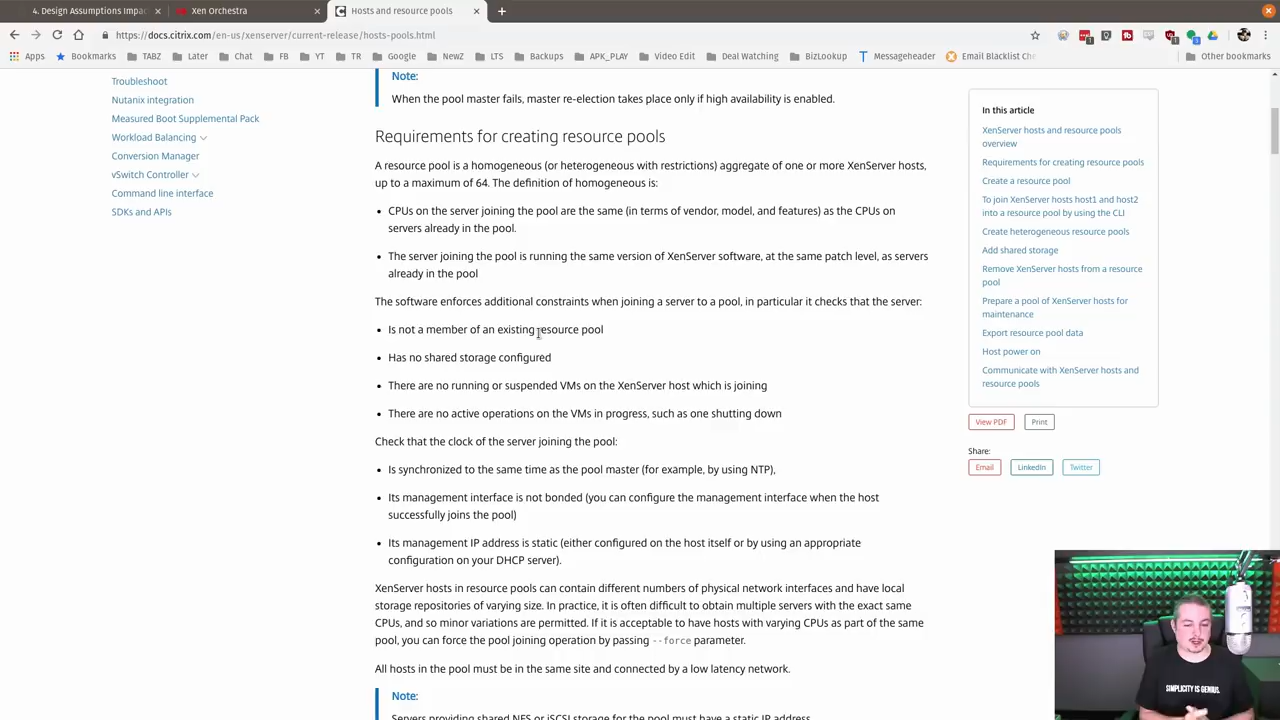 4. Design Assumptions Impac
Xen Orchestra
Hosts and resource pools
https://docs.citrix.com/en-us/xenserver/current-release/hosts-pools.html
Apps
Bookmarks
TABZ
Later
Chat
FB
YT
TR
Google
NewZ
LTS
Backups
APK_PLAY
Video Edit
Deal Watching
BizLookup
Messageheader
Email Blacklist Che
Other bookmarks
Troubleshoot
Nutanix integration
Measured Boot Supplemental Pack
Workload Balancing
Conversion Manager
vSwitch Controller
Command line interface
SDKs and APIs
Note:
When the pool master fails, master re-election takes place only if high availability is enabled.
Requirements for creating resource pools
A resource pool is a homogeneous (or heterogeneous with restrictions) aggregate of one or more XenServer hosts,
up to a maximum of 64. The definition of homogeneous is:
• CPUs on the server joining the pool are the same (in terms of vendor, model, and features) as the CPUs on
servers already in the pool.
• The server joining the pool is running the same version of XenServer software, at the same patch level, as servers
already in the pool
The software enforces additional constraints when joining a server to a pool, in particular it checks that the server:
• Is not a member of an existing resource pool
• Has no shared storage configured
• There are no running or suspended VMs on the XenServer host which is joining
• There are no active operations on the VMs in progress, such as one shutting down
Check that the clock of the server joining the pool:
• Is synchronized to the same time as the pool master (for example, by using NTP),
• Its management interface is not bonded (you can configure the management interface when the host
successfully joins the pool)
• Its management IP address is static (either configured on the host itself or by using an appropriate
configuration on your DHCP server).
XenServer hosts in resource pools can contain different numbers of physical network interfaces and have local
storage repositories of varying size. In practice, it is often difficult to obtain multiple servers with the exact same
CPUs, and so minor variations are permitted. If it is acceptable to have hosts with varying CPUs as part of the same
pool, you can force the pool joining operation by passing --force parameter.
All hosts in the pool must be in the same site and connected by a low latency network.
Note:
Servers providing shared NFS or iSCSI storage for the pool must have a static IP address
In this article
XenServer hosts and resource pools
overview
Requirements for creating resource pools
Create a resource pool
To join XenServer hosts host1 and host2
into a resource pool by using the CLI
Create heterogeneous resource pools
Add shared storage
Remove XenServer hosts from a resource
pool
Prepare a pool of XenServer hosts for
maintenance
Export resource pool data
Host power on
Communicate with XenServer hosts and
resource pools
View PDF
Print
Share:
Email
LinkedIn
Twitter
SIMPLICITY IS GENIUS.